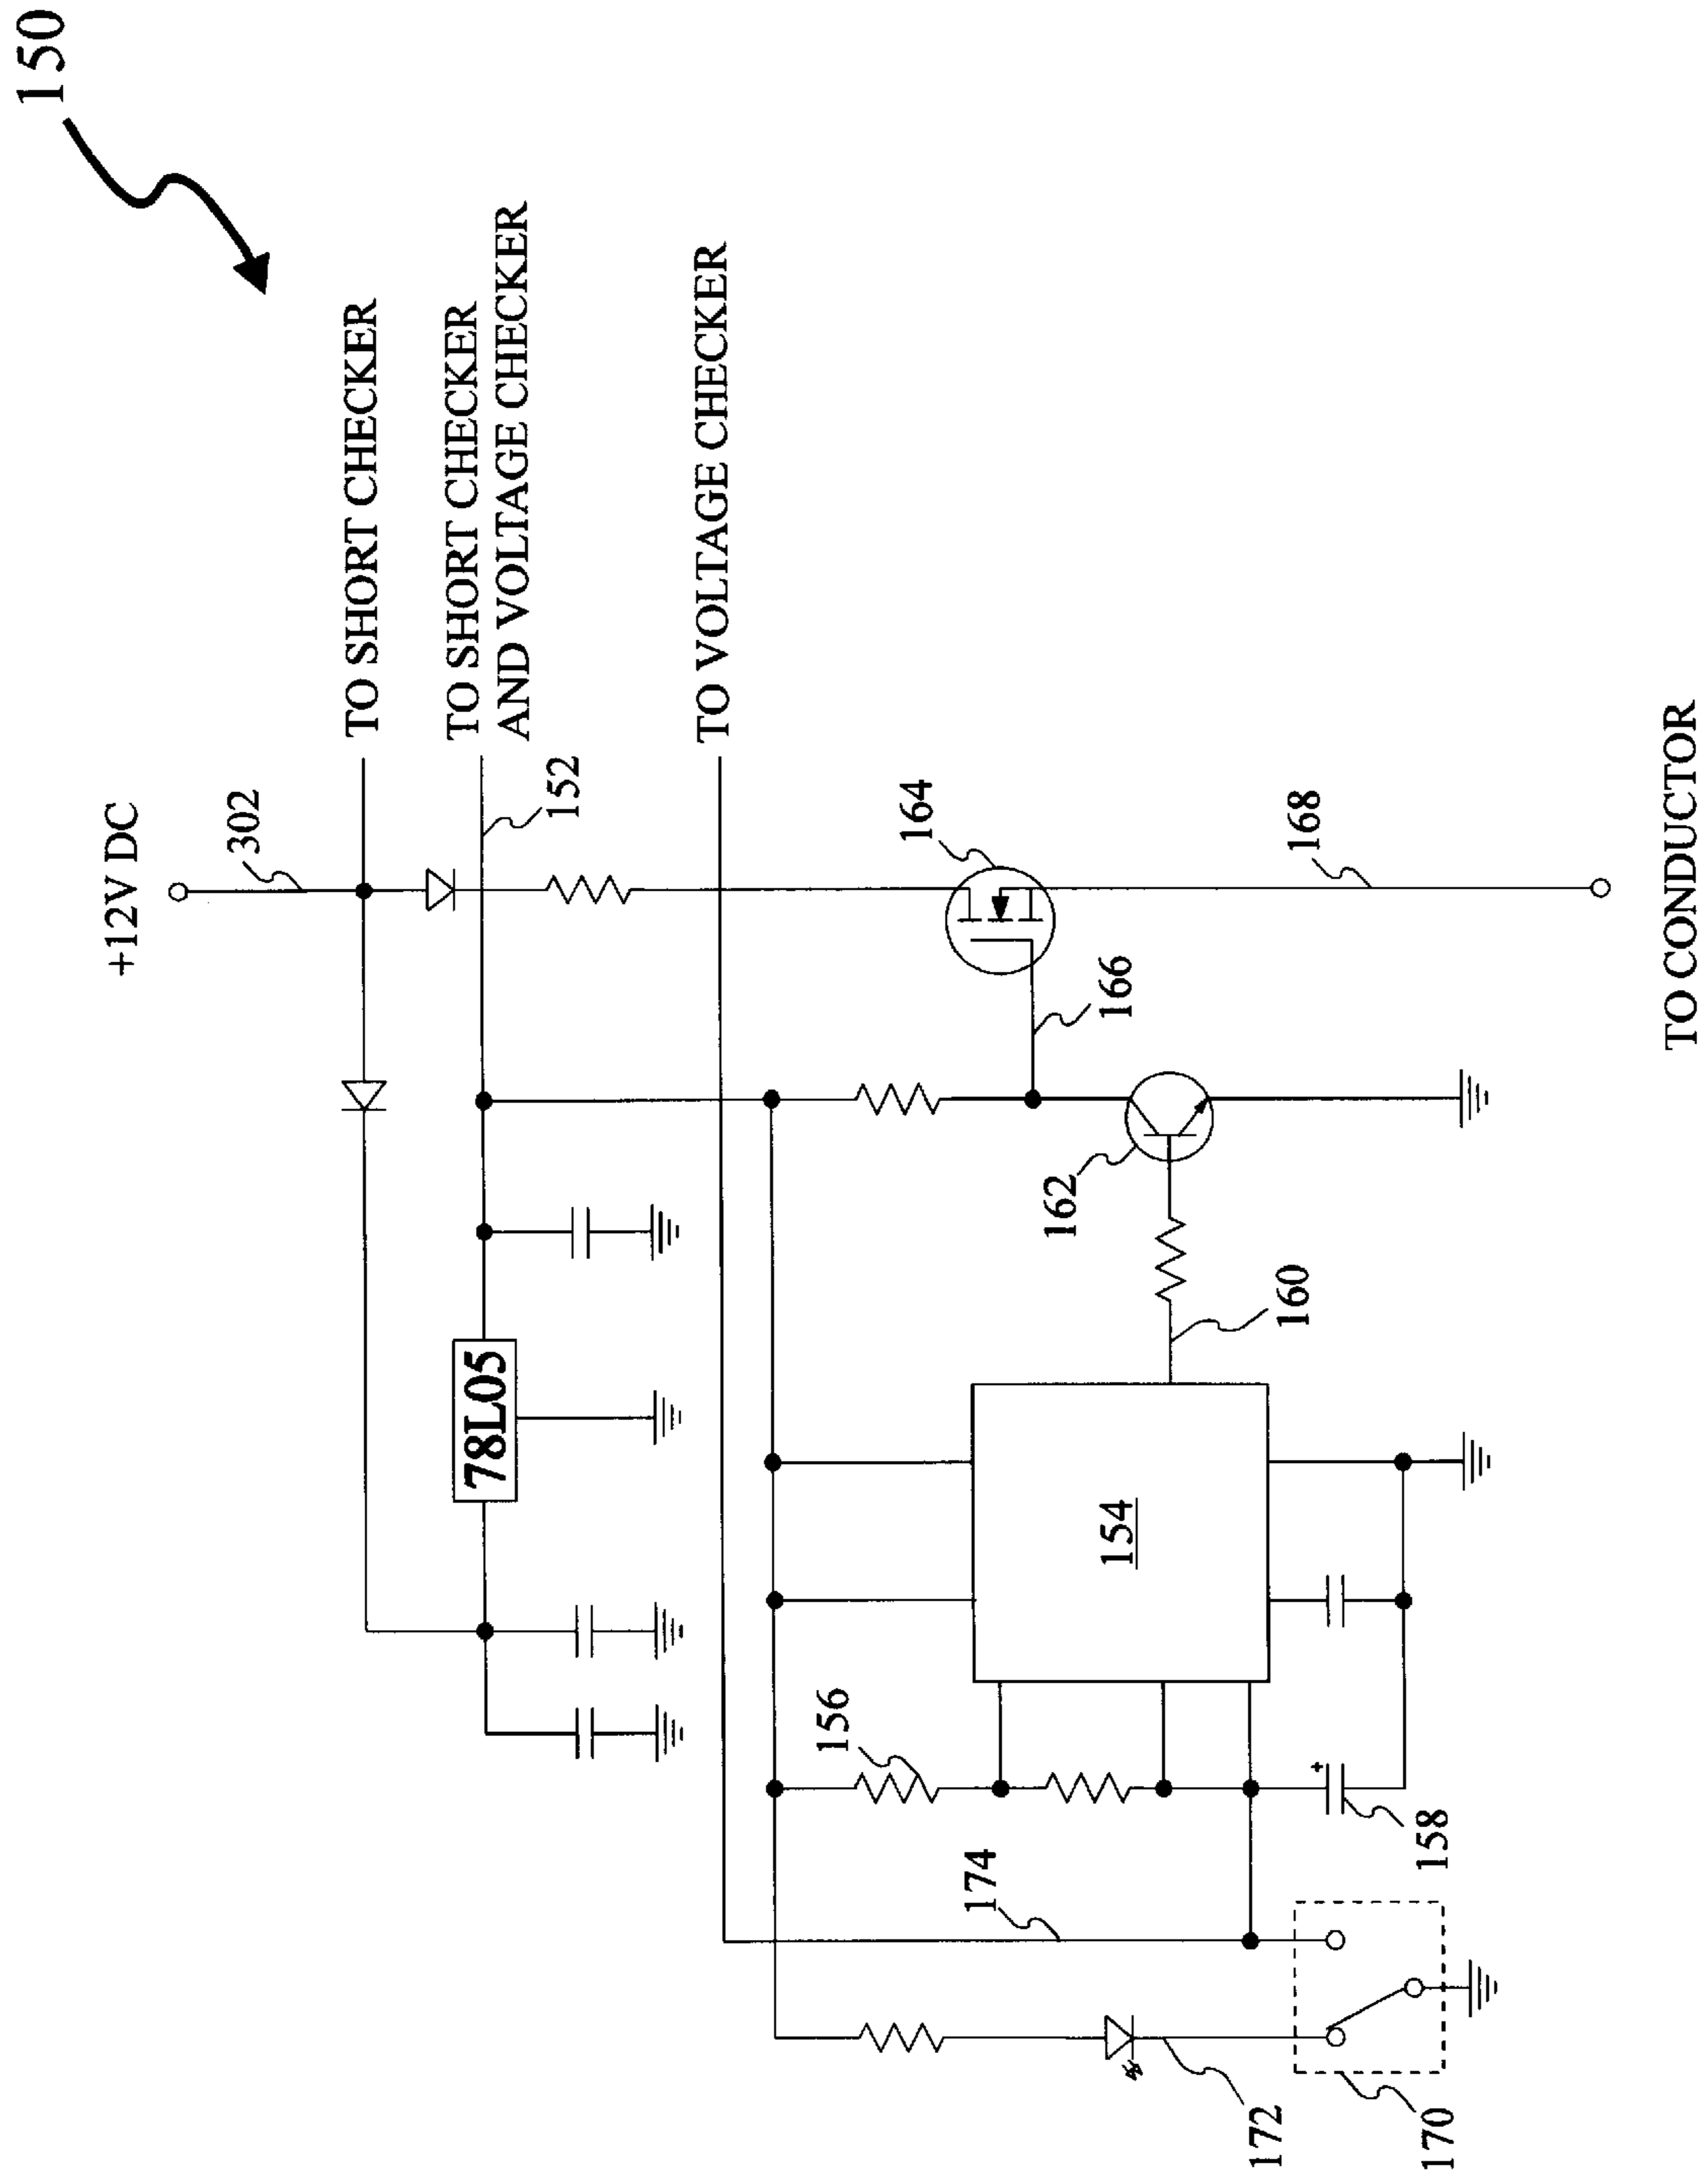 150
+12V DC
302
TO SHORT CHECKER
TO SHORT CHECKER
AND VOLTAGE CHECKER
152
TO VOLTAGE CHECKER
78L05
164
166
168
162
160
154
156
158
174
172
170
TO CONDUCTOR